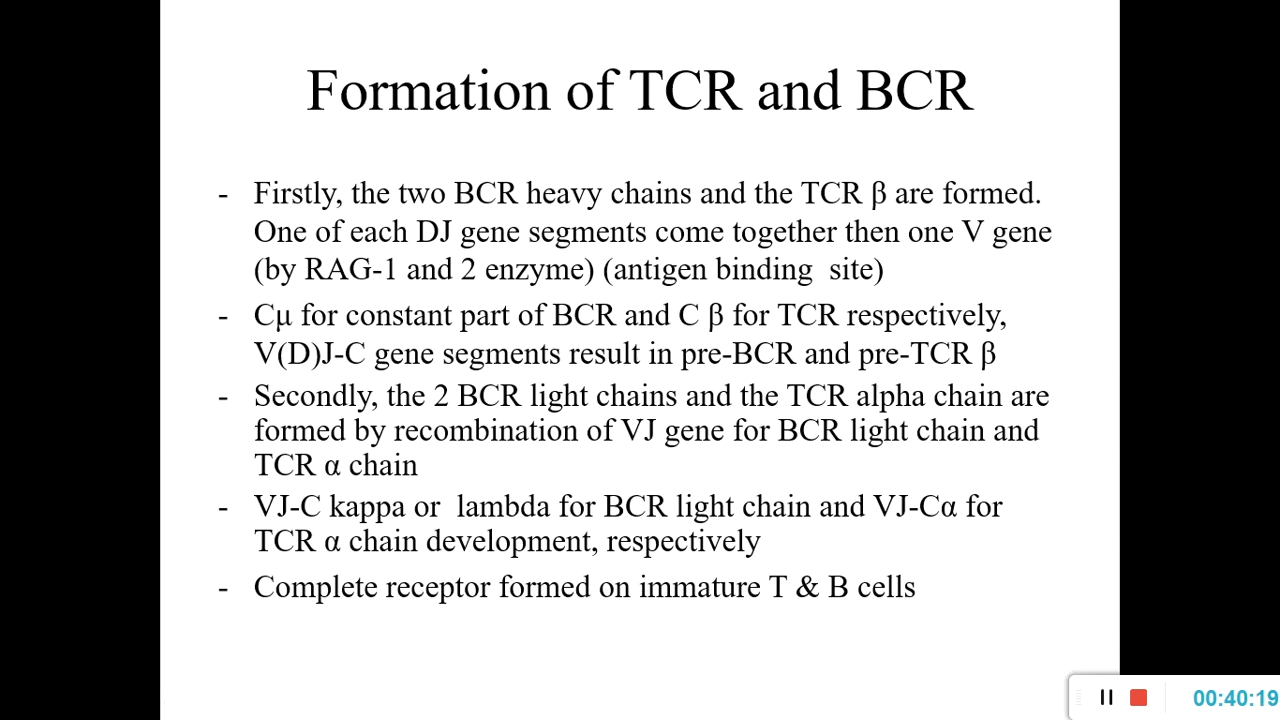 Formation of TCR and BCR
- Firstly, the two BCR heavy chains and the TCR β are formed.
One of each DJ gene segments come together then one V gene
(by RAG-1 and 2 enzyme) (antigen binding  site)
- Cμ for constant part of BCR and C β for TCR respectively,
V(D)J-C gene segments result in pre-BCR and pre-TCR β
- Secondly, the 2 BCR light chains and the TCR alpha chain are
formed by recombination of VJ gene for BCR light chain and
TCR α chain
- VJ-C kappa or  lambda for BCR light chain and VJ-Cα for
TCR α chain development, respectively
- Complete receptor formed on immature T & B cells
00:40:19